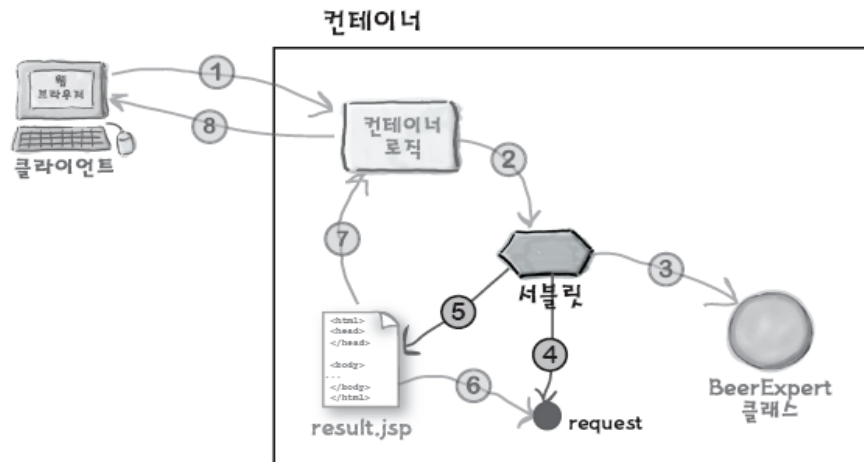 컨테이너
웹
브라우저
클라이언트
1
8
컨테이너
로직
2
7
서블릿
3
5
4
<html>
<head>
</head>
<body>
...
</body>
</html>
6
result.jsp
request
BeerExpert
클래스